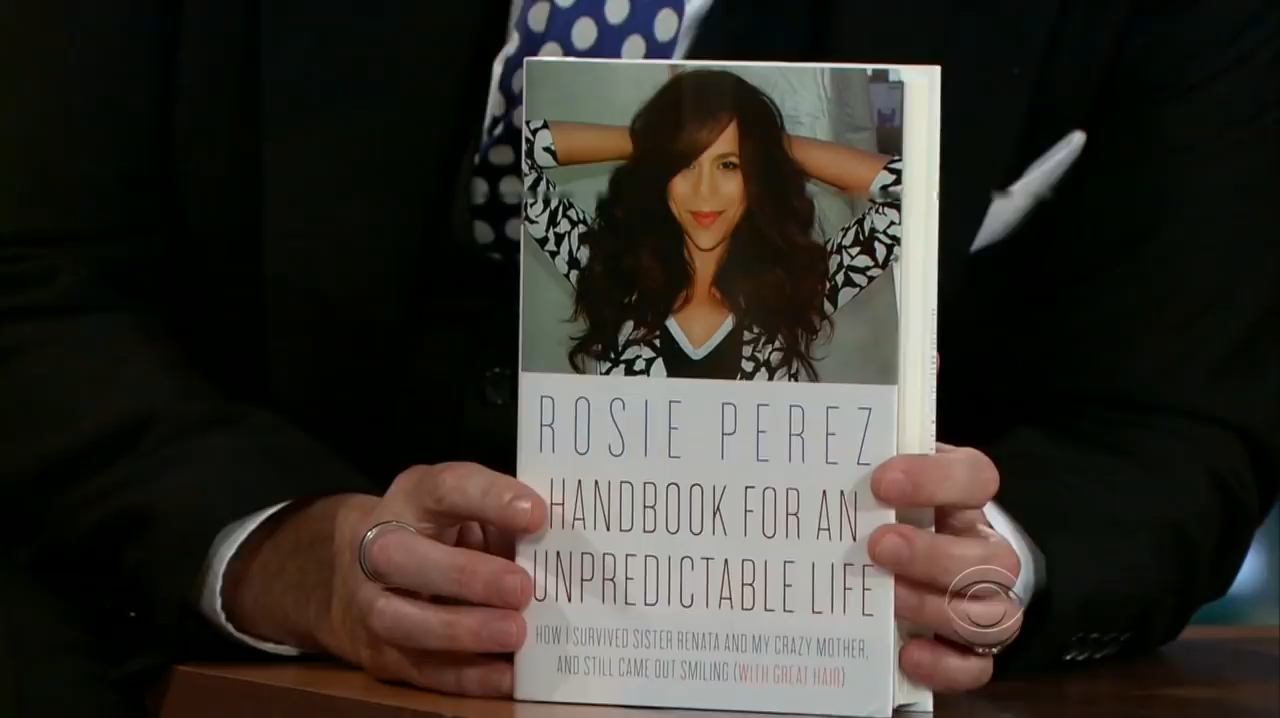 ROSIE PEREZ
HANDBOOK FOR AN
UNPREDICTABLE LIFE
HOW I SURVIVED SISTER RENATA AND MY CRAZY MOTHER,
AND STILL CAME OUT SMILING (WITH GREAT HAIR)